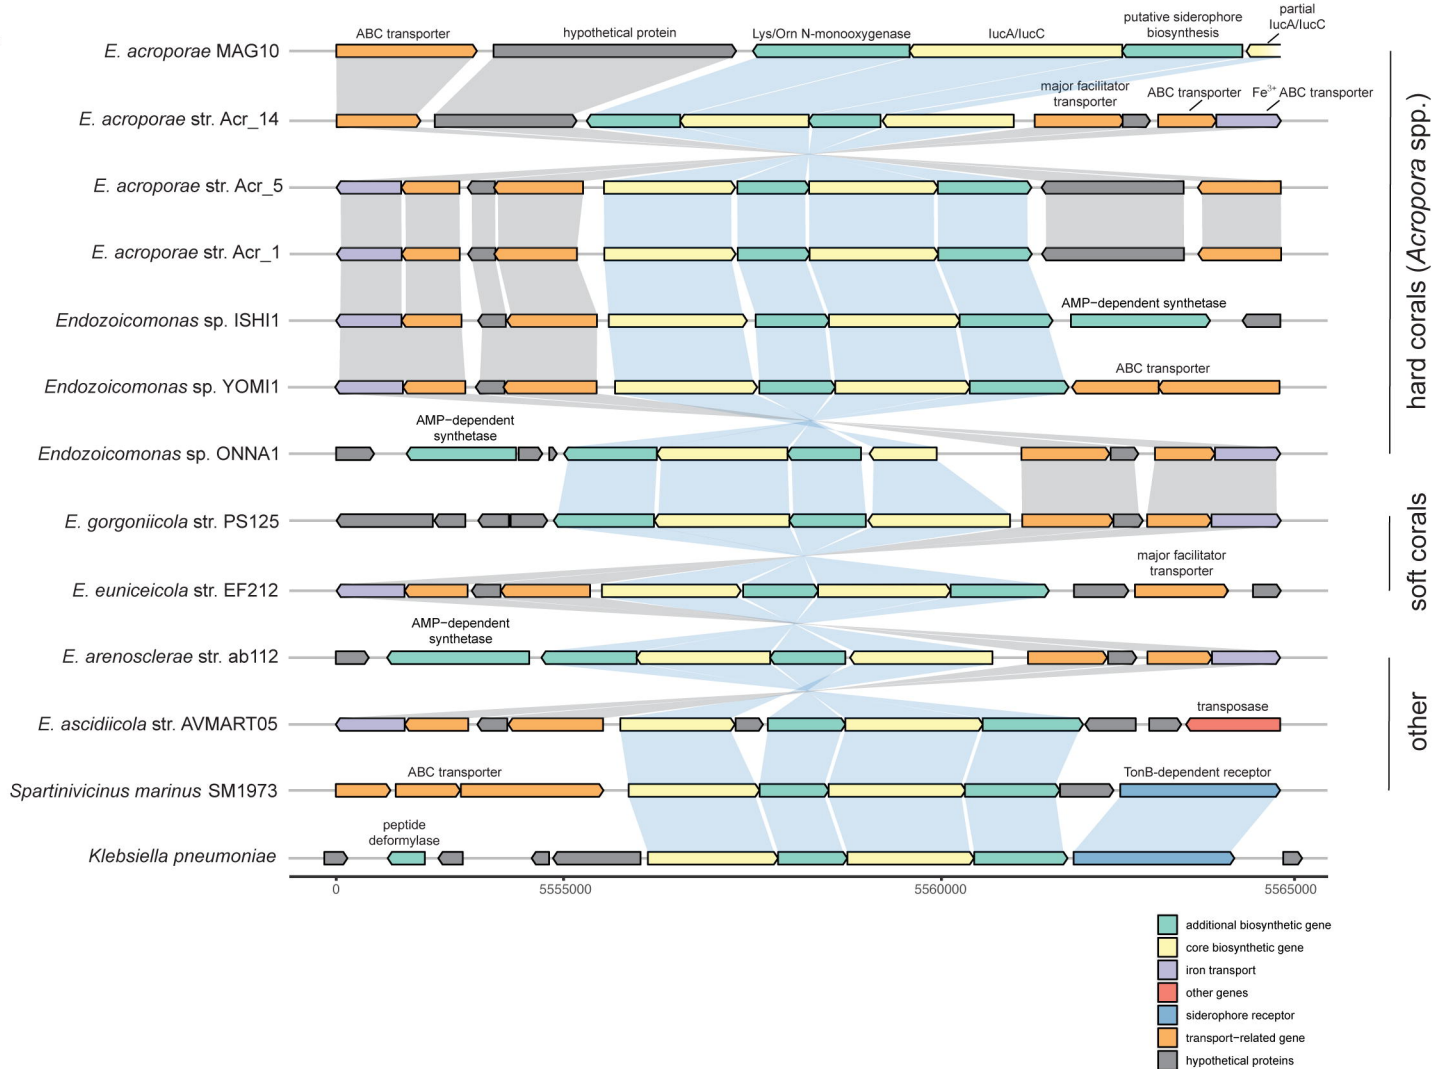 partial
IucA/IucC
putative siderophore
biosynthesis
ABC transporter
hypothetical protein
Lys/Orn N−monooxygenase
IucA/IucC
E. acroporae MAG10
major facilitator
transporter
ABC transporter
Fe3+ ABC transporter
E. acroporae str. Acr_14
E. acroporae str. Acr_5
E. acroporae str. Acr_1
AMP−dependent synthetase
Endozoicomonas sp. ISHI1
ABC transporter
Endozoicomonas sp. YOMI1
AMP−dependent
synthetase
Endozoicomonas sp. ONNA1
E. gorgoniicola str. PS125
major facilitator
transporter
E. euniceicola str. EF212
AMP−dependent
synthetase
E. arenosclerae str. ab112
transposase
E. ascidiicola str. AVMART05
ABC transporter
TonB−dependent receptor
Spartinivicinus marinus SM1973
peptide
deformylase
Klebsiella pneumoniae
hard corals (Acropora spp.)
soft corals
other
0 5555000 5560000 5565000
additional biosynthetic gene
core biosynthetic gene
iron transport
other genes
siderophore receptor
transport−related gene
hypothetical proteins